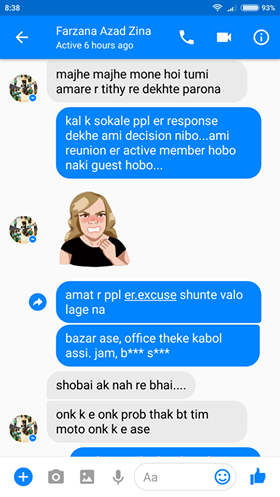 8:38
Farzana Azad Zina
Active 6 hours ago
majhe majhe mone hoi tumi
amare r tithy re dekhte parona
kal k sokale ppl er response
dekhe ami decision nibo...ami
reunion er active member hobo
naki guest hobo...
amat r ppl er.excuse shunte valo
lage na
bazar ase, office theke kabol
assi. jam, b*** s***
shobai ak nah re bhai....
onk k e onk prob thak bt tim
moto onk k e ase
Aa